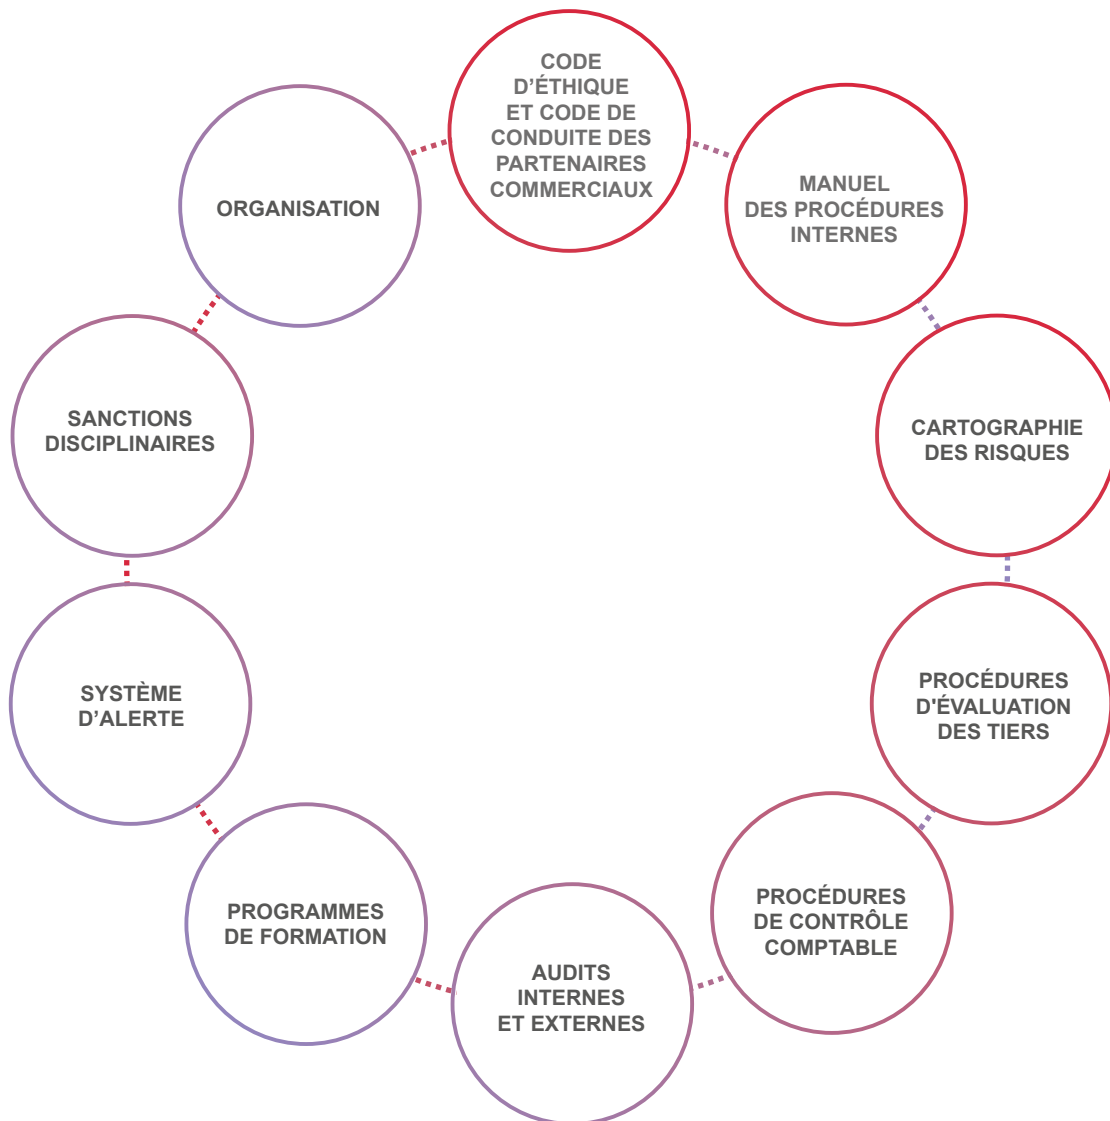 CODE
D’ÉTHIQUE
ET CODE DE
CONDUITE DES
PARTENAIRES
COMMERCIAUX
MANUEL
DES PROCÉDURES
INTERNES
CARTOGRAPHIE
DES RISQUES
PROCÉDURES
D'ÉVALUATION
DES TIERS
PROCÉDURES
DE CONTRÔLE
COMPTABLE
AUDITS
INTERNES
ET EXTERNES
PROGRAMMES
DE FORMATION
SYSTÈME
D’ALERTE
SANCTIONS
DISCIPLINAIRES
ORGANISATION